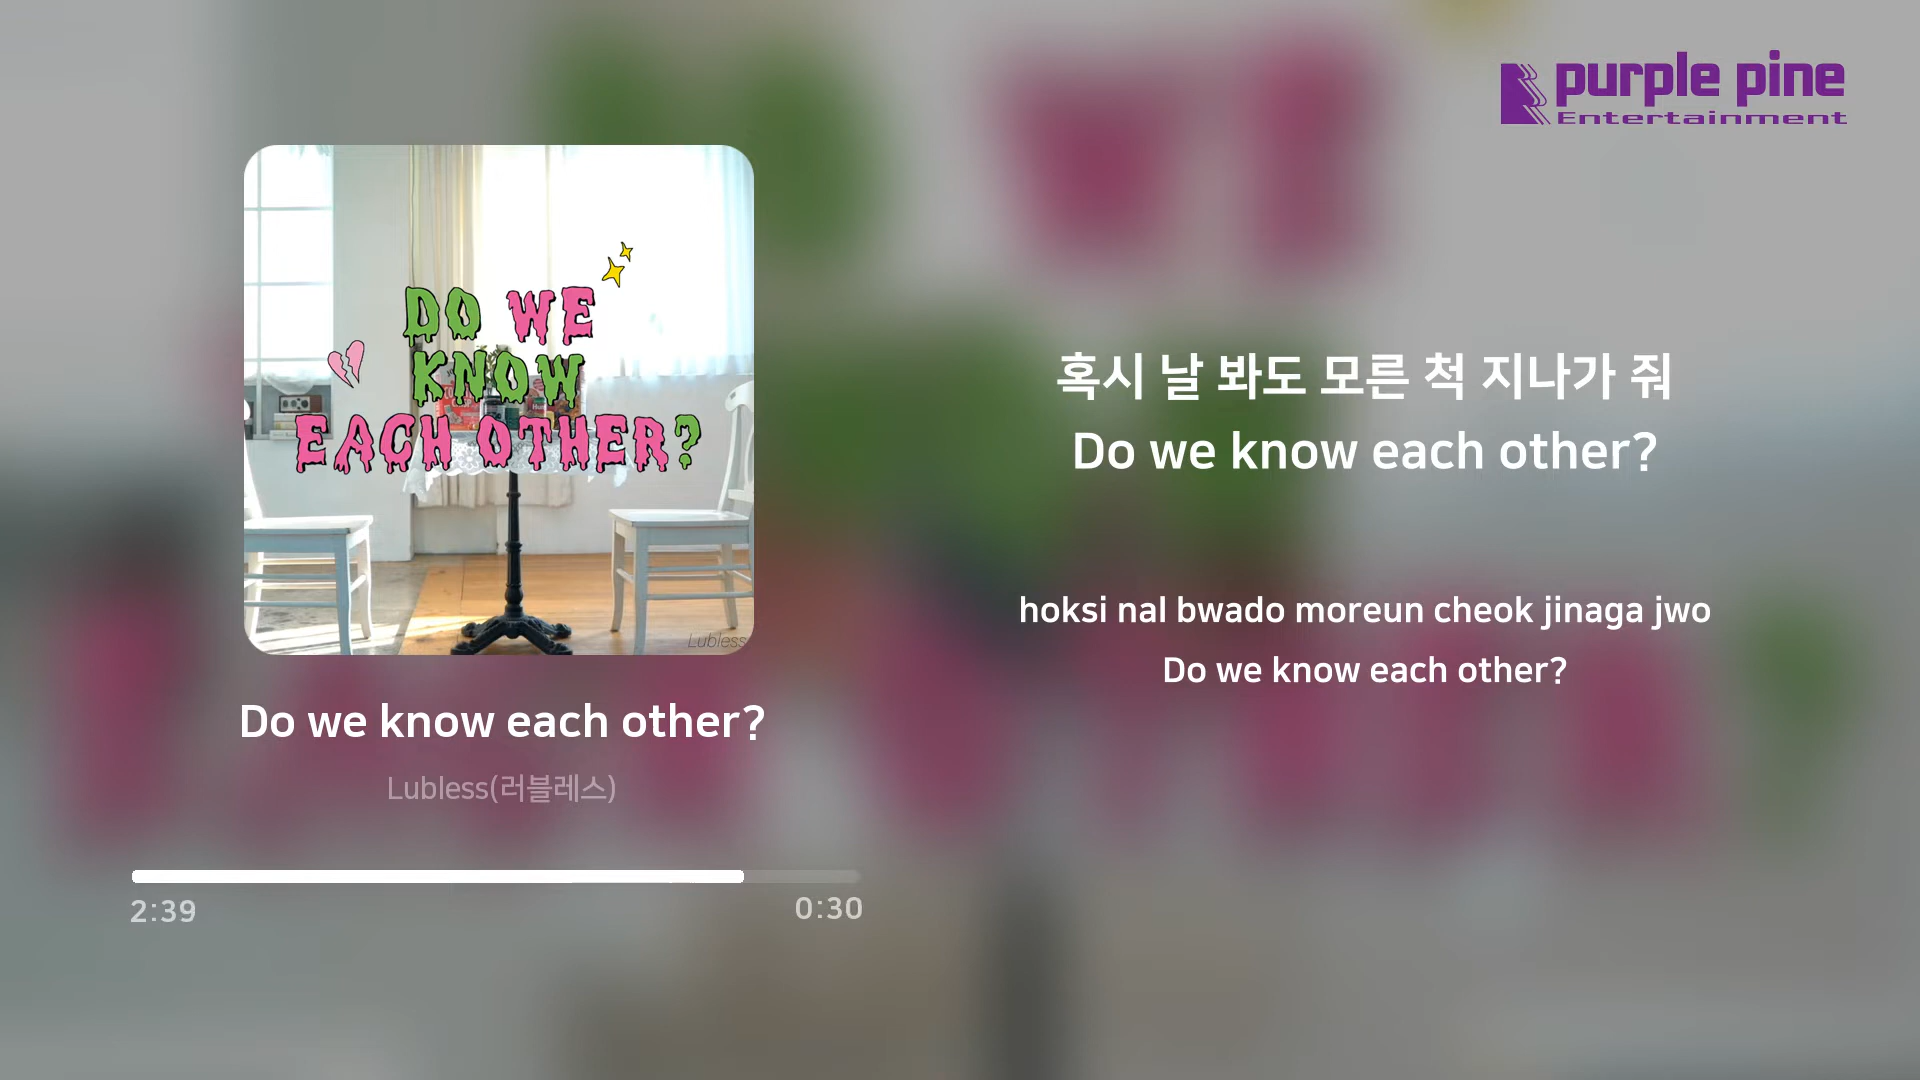 purple pine
Entertainment
DO WE
KNOW
EACH OTHER?
Lubless
Do we know each other?
Lubless(러블레스)
2:39
0:30
혹시 날 봐도 모른 척 지나가 줘
Do we know each other?
hoksi nal bwado moreun cheok jinaga jwo
Do we know each other?